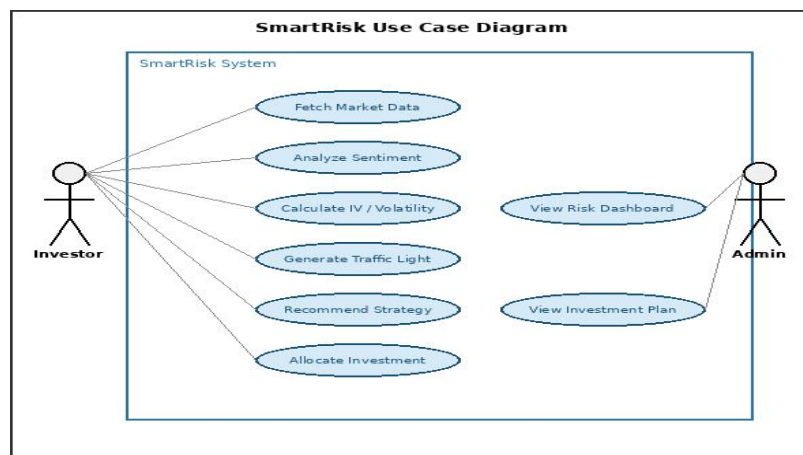 SmartRisk Use Case Diagram
SmartRisk System
Fetch Market Data
Analyze Sentiment
Calculate IV / Volatility
View Risk Dashboard
Investor
Admin
Generate Traffic Light
Recommend Strategy
View Investment Plan
Allocate Investment